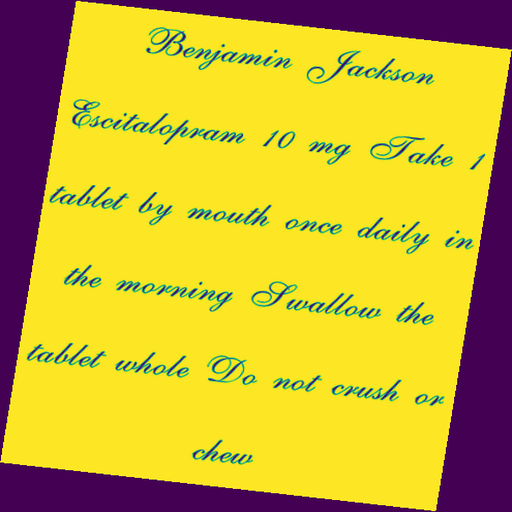 Benjamin Jackson
Escitalopram 10 mg Take 1
tablet by mouth once daily in
the morning Swallow the
tablet whole Do not crush or
chew